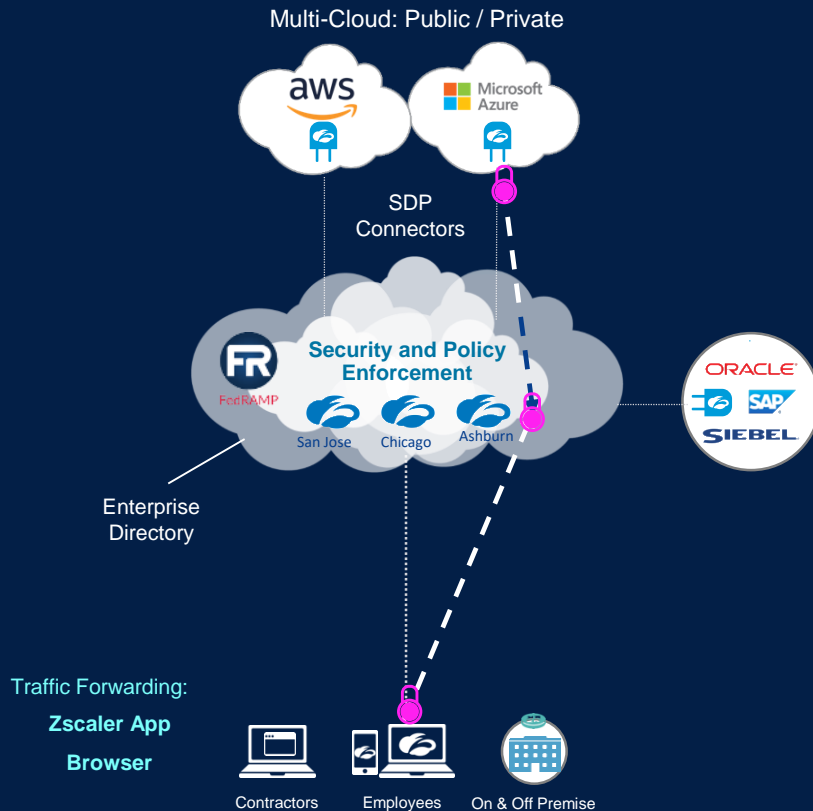 Multi-Cloud: Public / Private
aws
Microsoft
Azure
SDP
Connectors
Security and Policy
Enforcement
FR
FedRAMP
San Jose
Chicago
Ashburn
ORACLE
SAP
SIEBEL
Enterprise
Directory
Traffic Forwarding:
Zscaler App
Browser
Contractors
Employees
On & Off Premise